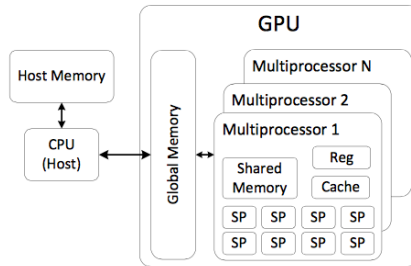 GPU
Host Memory
CPU
(Host)
Global Memory
Multiprocessor N
Multiprocessor 2
Multiprocessor 1
Shared
Memory
Reg
Cache
SP SP SP SP
SP SP SP SP